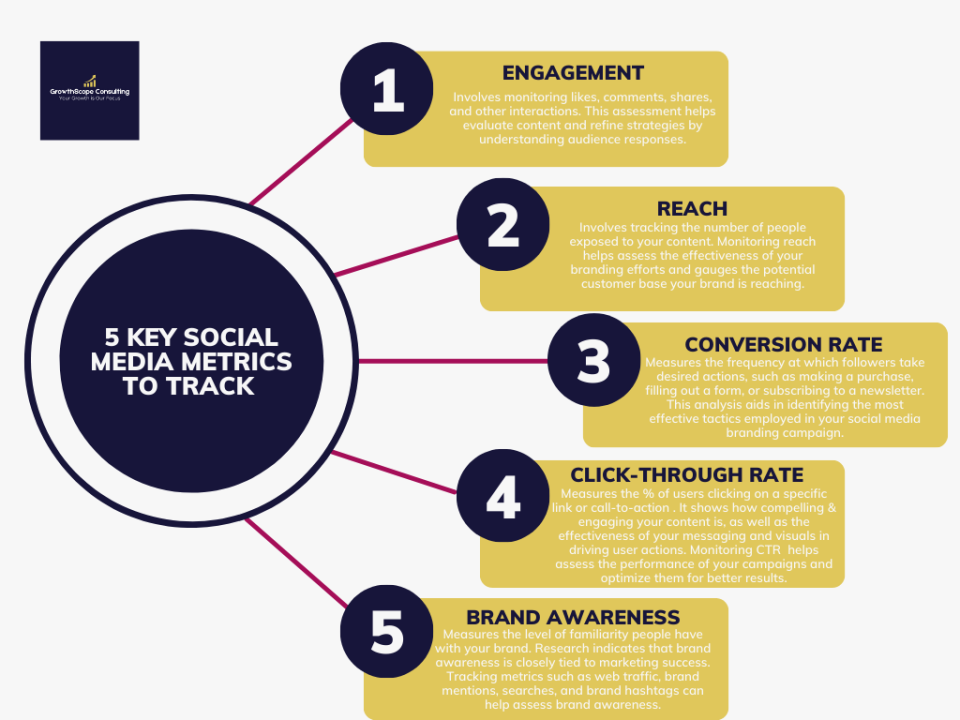 GrowthScope Consulting
Your Growth Is Our Focus
5 KEY SOCIAL
MEDIA METRICS
TO TRACK
1
ENGAGEMENT
Involves monitoring likes, comments, shares,
and other interactions. This assessment helps
evaluate content and refine strategies by
understanding audience responses.
2
REACH
Involves tracking the number of people
exposed to your content. Monitoring reach
helps assess the effectiveness of your
branding efforts and gauges the potential
customer base your brand is reaching.
3
CONVERSION RATE
Measures the frequency at which followers take
desired actions, such as making a purchase,
filling out a form, or subscribing to a newsletter.
This analysis aids in identifying the most
effective tactics employed in your social media
branding campaign.
4
CLICK-THROUGH RATE
Measures the % of users clicking on a specific
link or call-to-action . It shows how compelling &
engaging your content is, as well as the
effectiveness of your messaging and visuals in
driving user actions. Monitoring CTR  helps
assess the performance of your campaigns and
optimize them for better results.
5
BRAND AWARENESS
Measures the level of familiarity people have
with your brand. Research indicates that brand
awareness is closely tied to marketing success.
Tracking metrics such as web traffic, brand
mentions, searches, and brand hashtags can
help assess brand awareness.